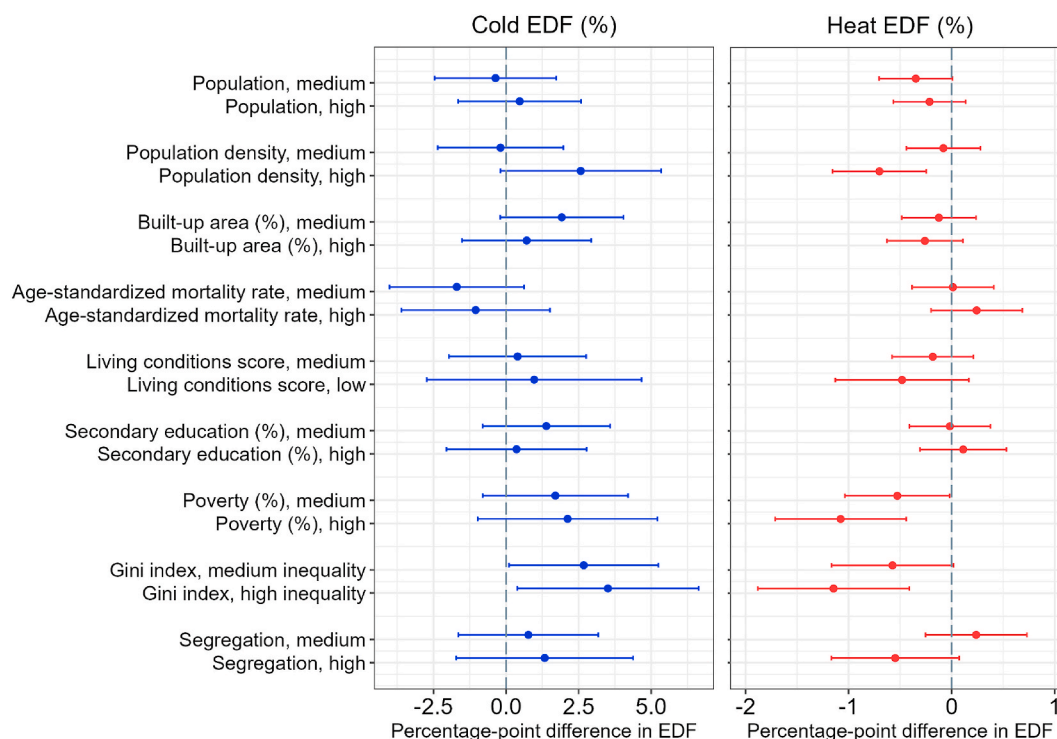 Cold EDF (%)
Heat EDF (%)
Population, medium
Population, high
Population density, medium
Population density, high
Built-up area (%), medium
Built-up area (%), high
Age-standardized mortality rate, medium
Age-standardized mortality rate, high
Living conditions score, medium
Living conditions score, low
Secondary education (%), medium
Secondary education (%), high
Poverty (%), medium
Poverty (%), high
Gini index, medium inequality
Gini index, high inequality
Segregation, medium
Segregation, high
-2.5 0.0 2.5 5.0
-2 -1 0 1
Percentage-point difference in EDF
Percentage-point difference in EDF